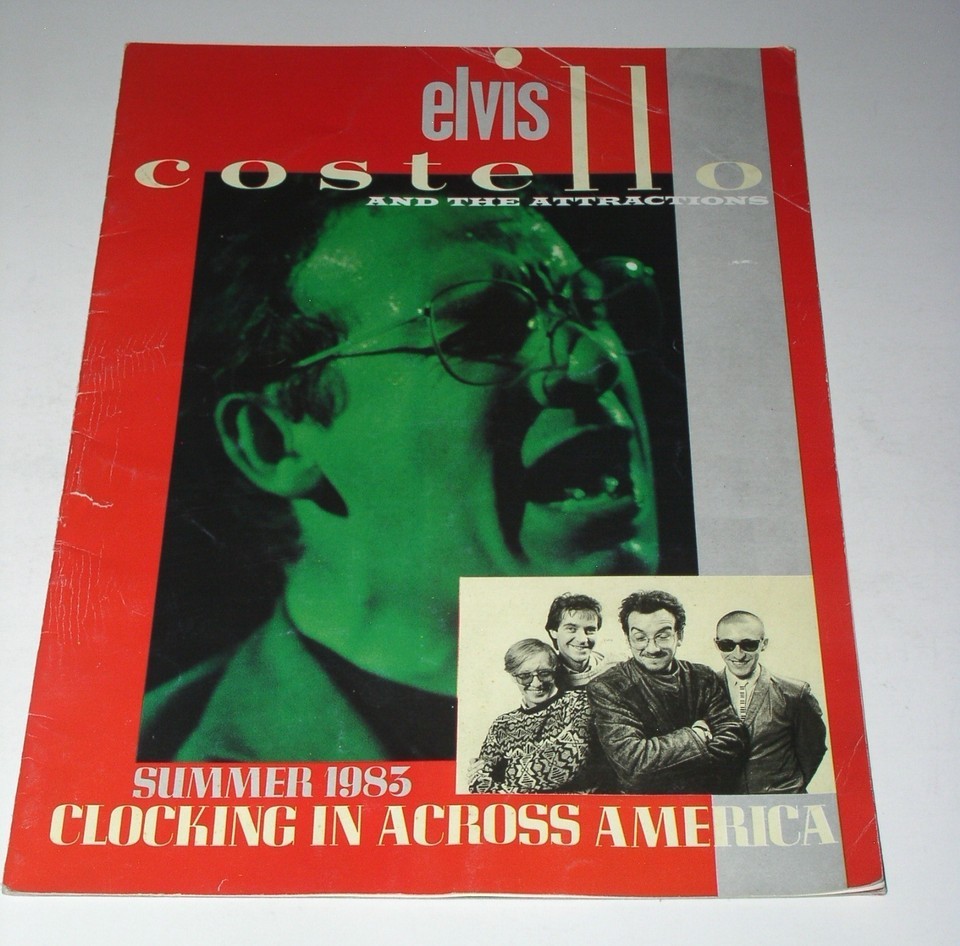 elvis
costello
AND THE ATTRACTIONS
SUMMER 1983
CLOCKING IN ACROSS AMERICA